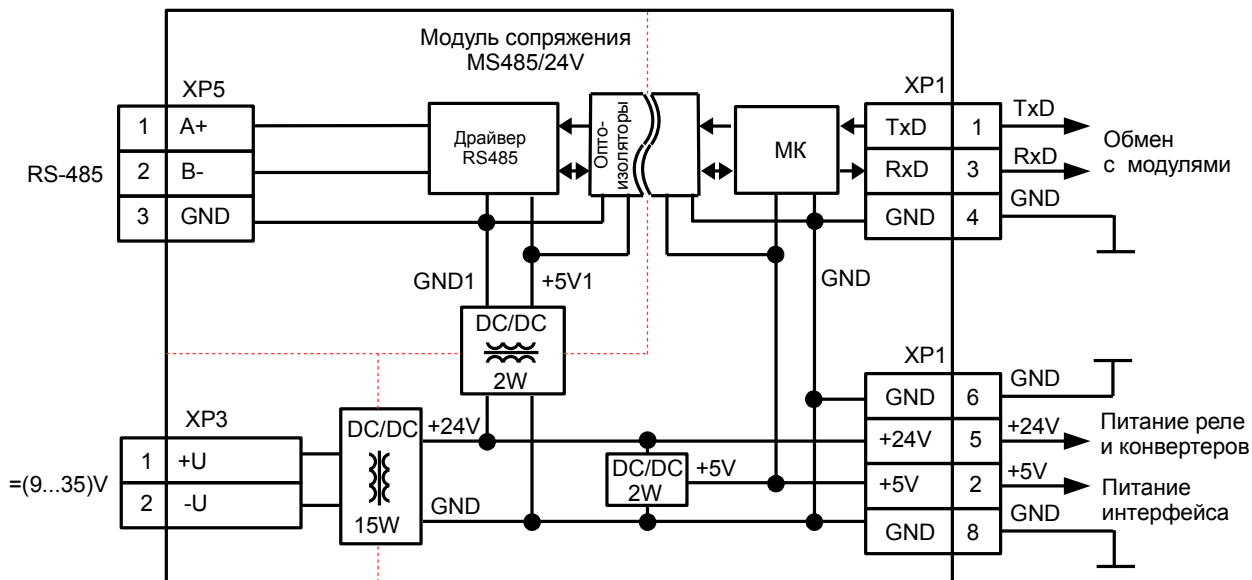 Модуль сопряжения
MS485/24V
XP5
1 A+
2 B-
3 GND
RS-485
Драйвер
RS485
Опто-
изоляторы
МК
XP1
TxD 1 TxD
RxD 3 RxD
GND 4 GND
Обмен
с модулями
GND1
+5V1
GND
DC/DC
2W
XP3
1 +U
2 -U
=(9...35)V
DC/DC
15W
+24V
GND
DC/DC
2W
+5V
XP1
GND 6 GND
+24V 5 +24V
+5V 2 +5V
GND 8 GND
Питание реле
и конвертеров
Питание
интерфейса